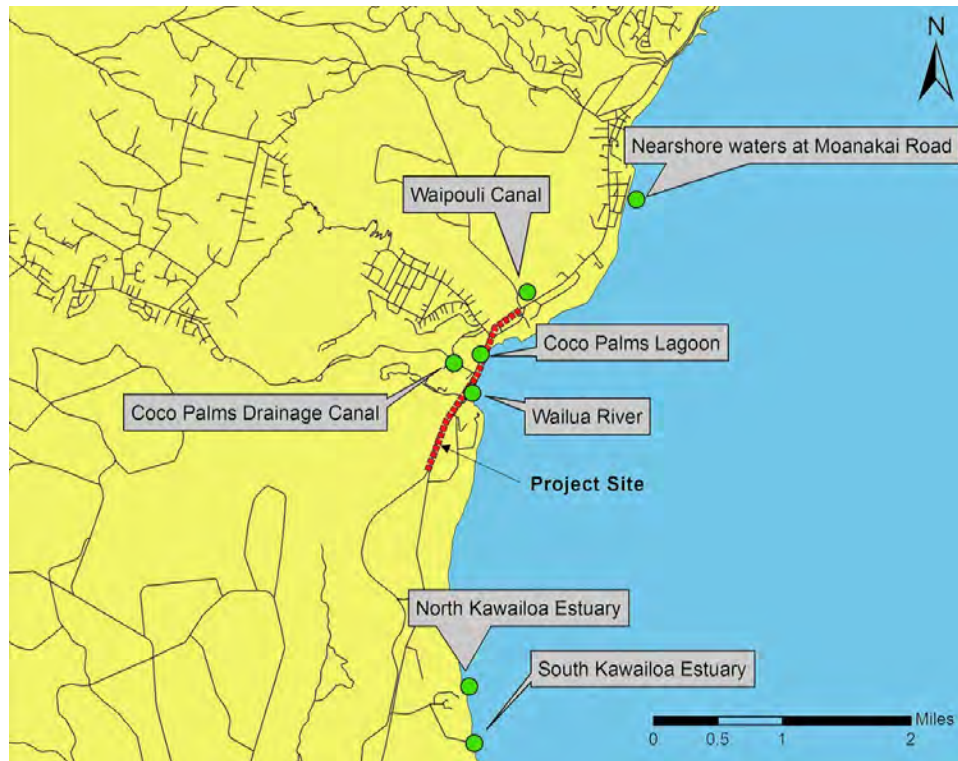 N
Nearshore waters at Moanakai Road
Waipouli Canal
Coco Palms Lagoon
Coco Palms Drainage Canal
Wailua River
Project Site
North Kawailoa Estuary
South Kawailoa Estuary
Miles
0 0.5 1 2